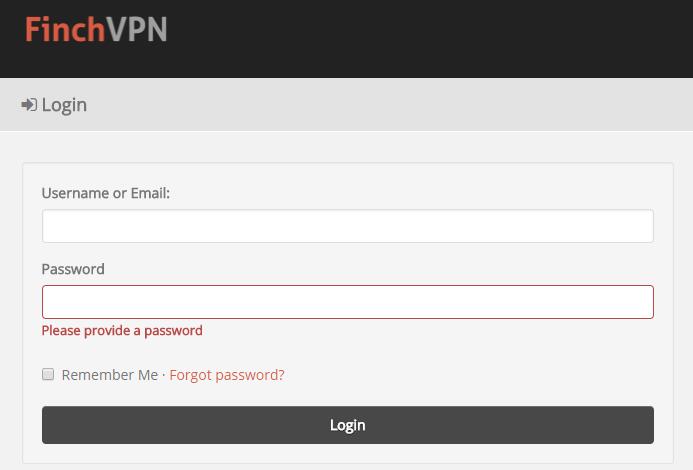 FinchVPN
Login
Username or Email:
Password
Please provide a password
Remember Me · Forgot password?
Login